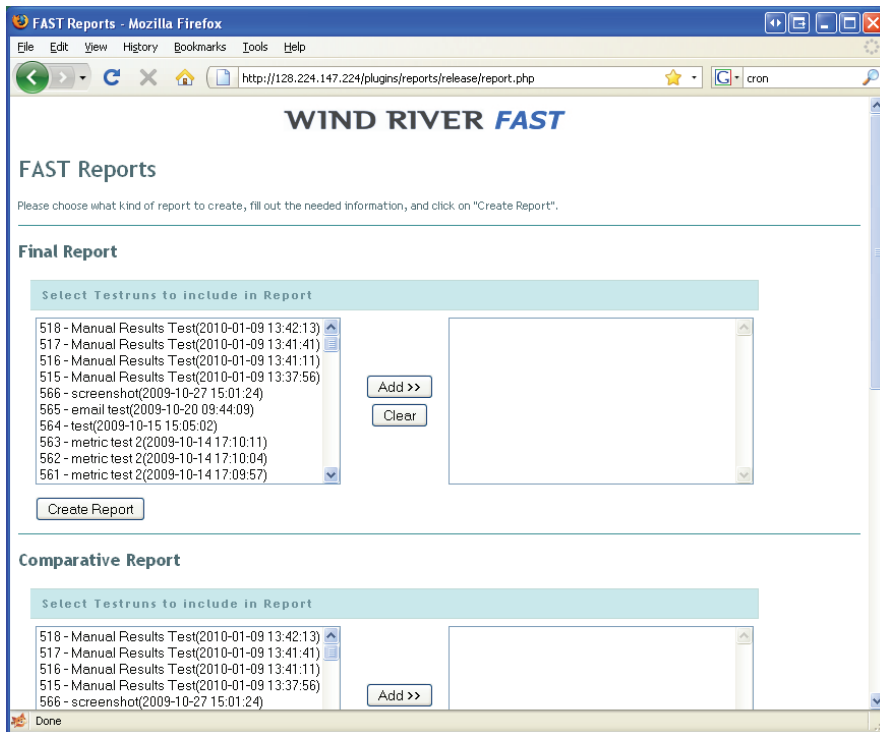 FAST Reports - Mozilla Firefox
File Edit View History Bookmarks Tools Help
http://128.224.147.224/plugins/reports/release/report.php
G cron
WIND RIVER FAST
FAST Reports
Please choose what kind of report to create, fill out the needed information, and click on "Create Report".
Final Report
Select Testruns to include in Report
518 - Manual Results Test(2010-01-09 13:42:13)
517 - Manual Results Test(2010-01-09 13:41:41)
516 - Manual Results Test(2010-01-09 13:41:11)
515 - Manual Results Test(2010-01-09 13:37:56)
566 - screenshot(2009-10-27 15:01:24)
565 - email test(2009-10-20 09:44:09)
564 - test(2009-10-15 15:05:02)
563 - metric test 2(2009-10-14 17:10:11)
562 - metric test 2(2009-10-14 17:10:04)
561 - metric test 2(2009-10-14 17:09:57)
Add >>
Clear
Create Report
Comparative Report
Select Testruns to include in Report
518 - Manual Results Test(2010-01-09 13:42:13)
517 - Manual Results Test(2010-01-09 13:41:41)
516 - Manual Results Test(2010-01-09 13:41:11)
515 - Manual Results Test(2010-01-09 13:37:56)
566 - screenshot(2009-10-27 15:01:24)
Add >>
Done